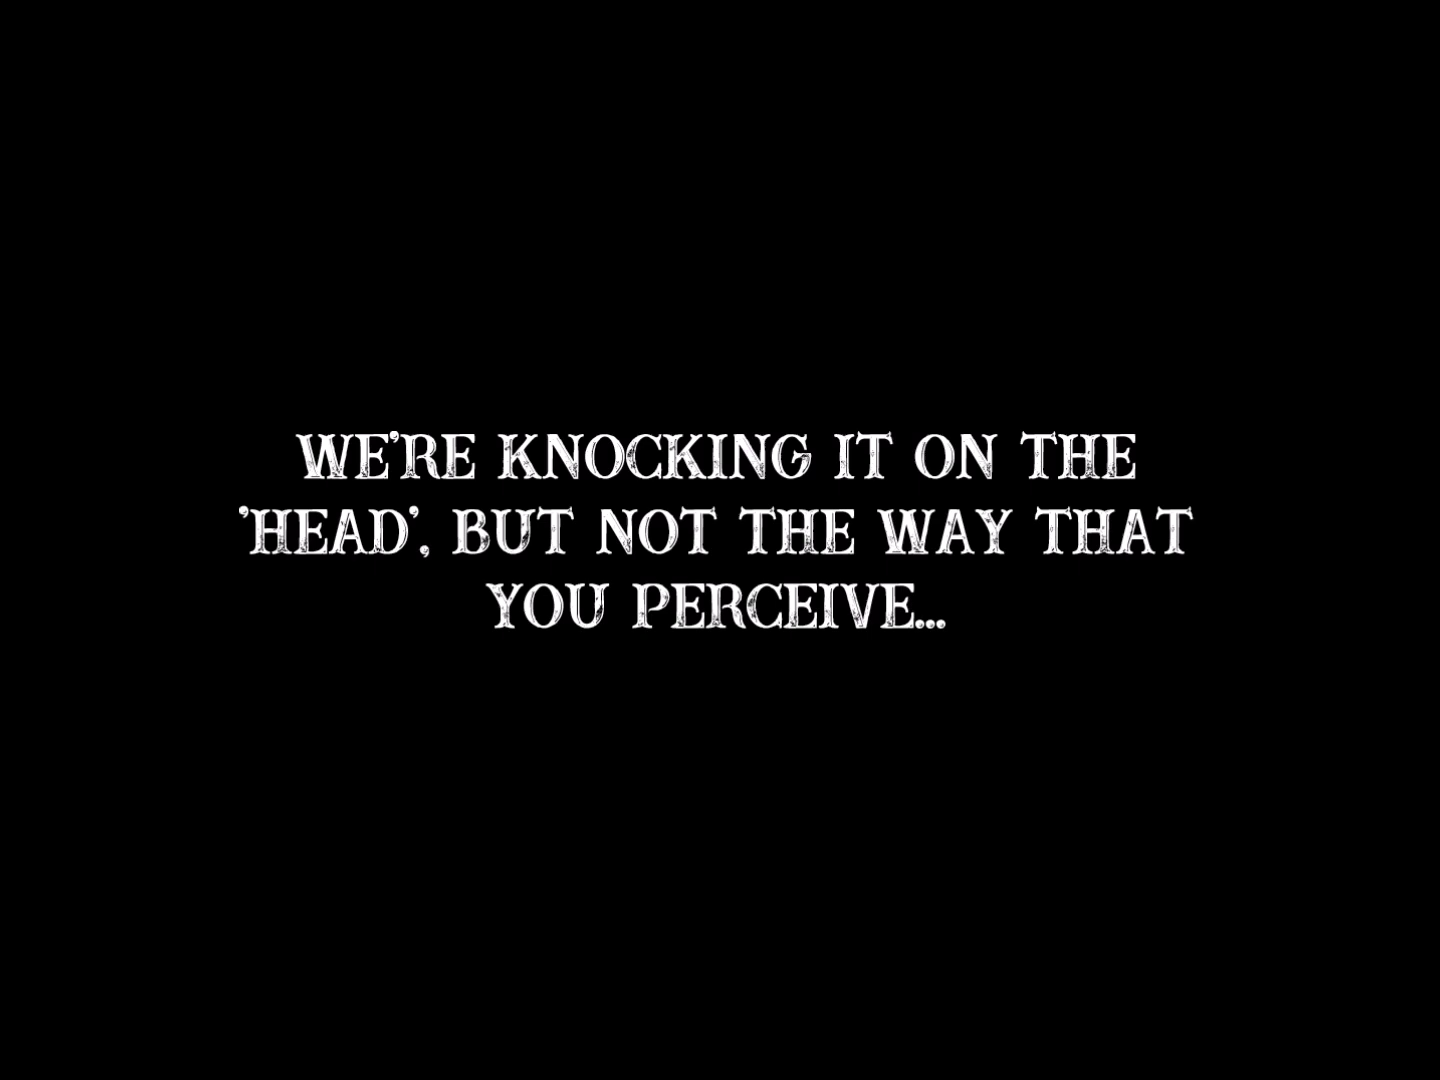 WE'RE KNOCKING IT ON THE
'HEAD', BUT NOT THE WAY THAT
YOU PERCEIVE...